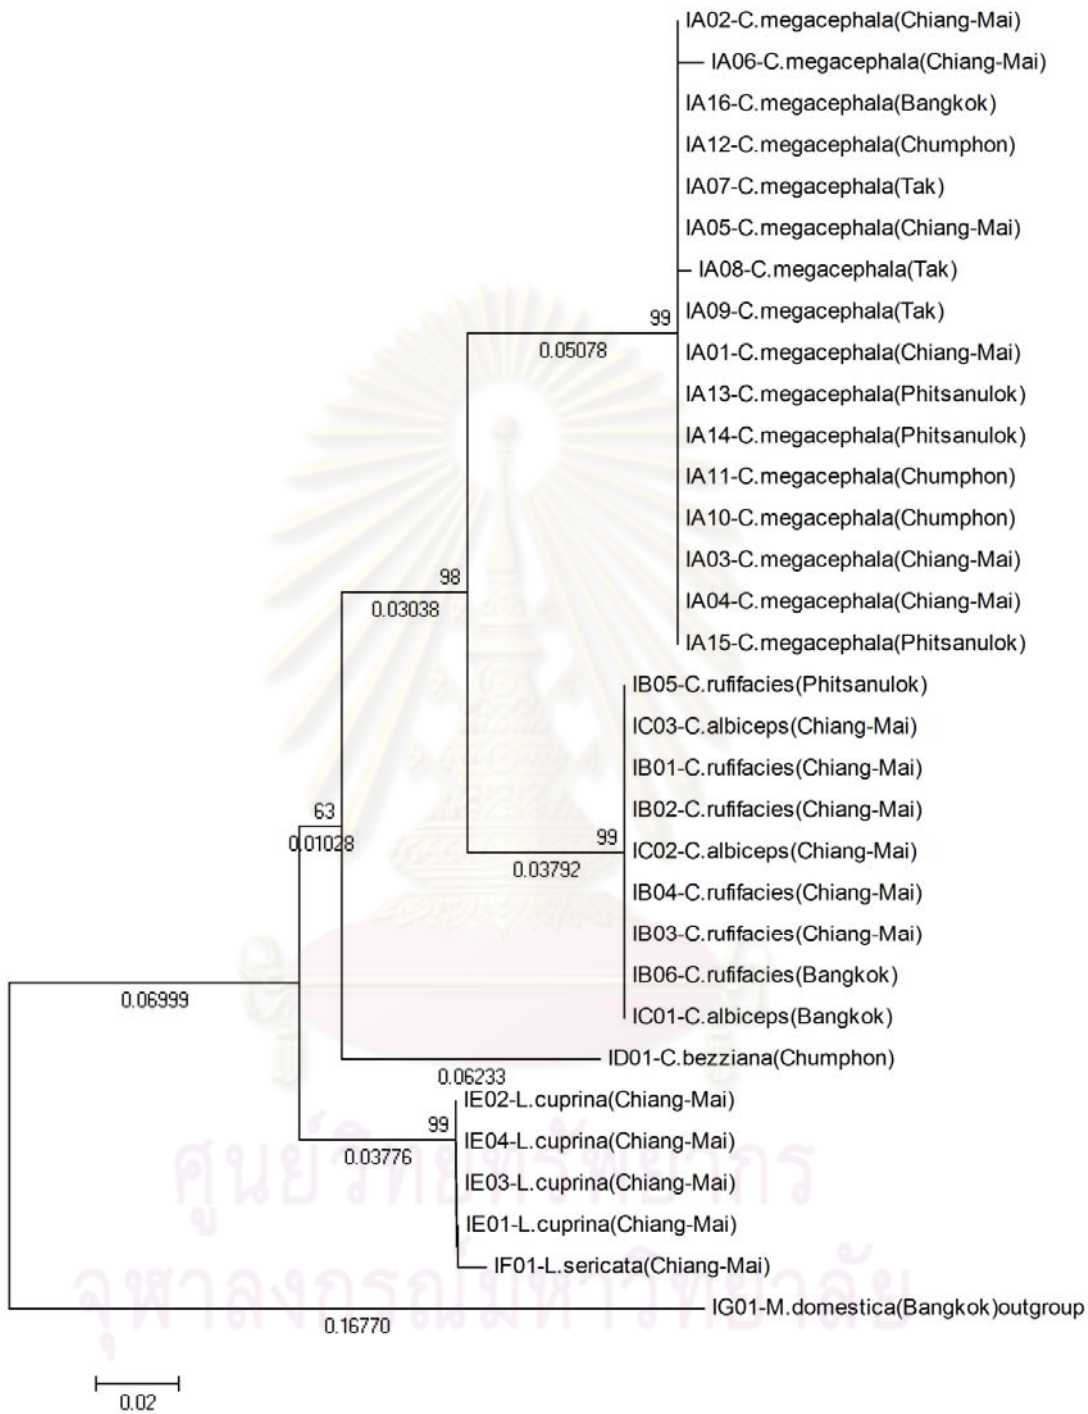 IA02-C.megacephala(Chiang-Mai)
IA06-C.megacephala(Chiang-Mai)
IA16-C.megacephala(Bangkok)
IA12-C.megacephala(Chumphon)
IA07-C.megacephala(Tak)
IA05-C.megacephala(Chiang-Mai)
IA08-C.megacephala(Tak)
IA09-C.megacephala(Tak)
99
0.05078
IA01-C.megacephala(Chiang-Mai)
IA13-C.megacephala(Phitsanulok)
IA14-C.megacephala(Phitsanulok)
IA11-C.megacephala(Chumphon)
IA10-C.megacephala(Chumphon)
IA03-C.megacephala(Chiang-Mai)
98
0.03038
IA04-C.megacephala(Chiang-Mai)
IA15-C.megacephala(Phitsanulok)
IB05-C.rufifacies(Phitsanulok)
IC03-C.albiceps(Chiang-Mai)
IB01-C.rufifacies(Chiang-Mai)
IB02-C.rufifacies(Chiang-Mai)
63
0.01028
99
0.03792
IC02-C.albiceps(Chiang-Mai)
IB04-C.rufifacies(Chiang-Mai)
IB03-C.rufifacies(Chiang-Mai)
IB06-C.rufifacies(Bangkok)
0.06999
IC01-C.albiceps(Bangkok)
ID01-C.bezziana(Chumphon)
0.06233
IE02-L.cuprina(Chiang-Mai)
99
0.03776
IE04-L.cuprina(Chiang-Mai)
IE03-L.cuprina(Chiang-Mai)
ศูนย์วิทยทรัพยากร
IE01-L.cuprina(Chiang-Mai)
IF01-L.sericata(Chiang-Mai)
จุฬาลงกรณ์มหาวิทยาลัย
IG01-M.domestica(Bangkok)outgroup
0.16770
0.02